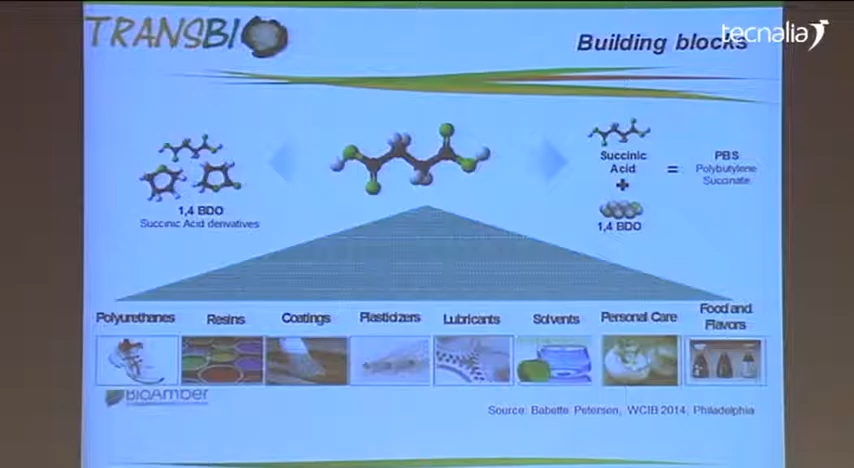 TRANSBIO
tecnalia
Building blocks
1,4 BDO
Succinic Acid derivatives
Succinic
Acid
+
1,4 BDO
=
PBS
Polybutylene
Succinate
Polyurethanes
Resins
Coatings
Plasticizers
Lubricants
Solvents
Personal Care
Food and
Flavors
BioAmber
Source: Babette Petersen, WCIB 2014, Philadelphia